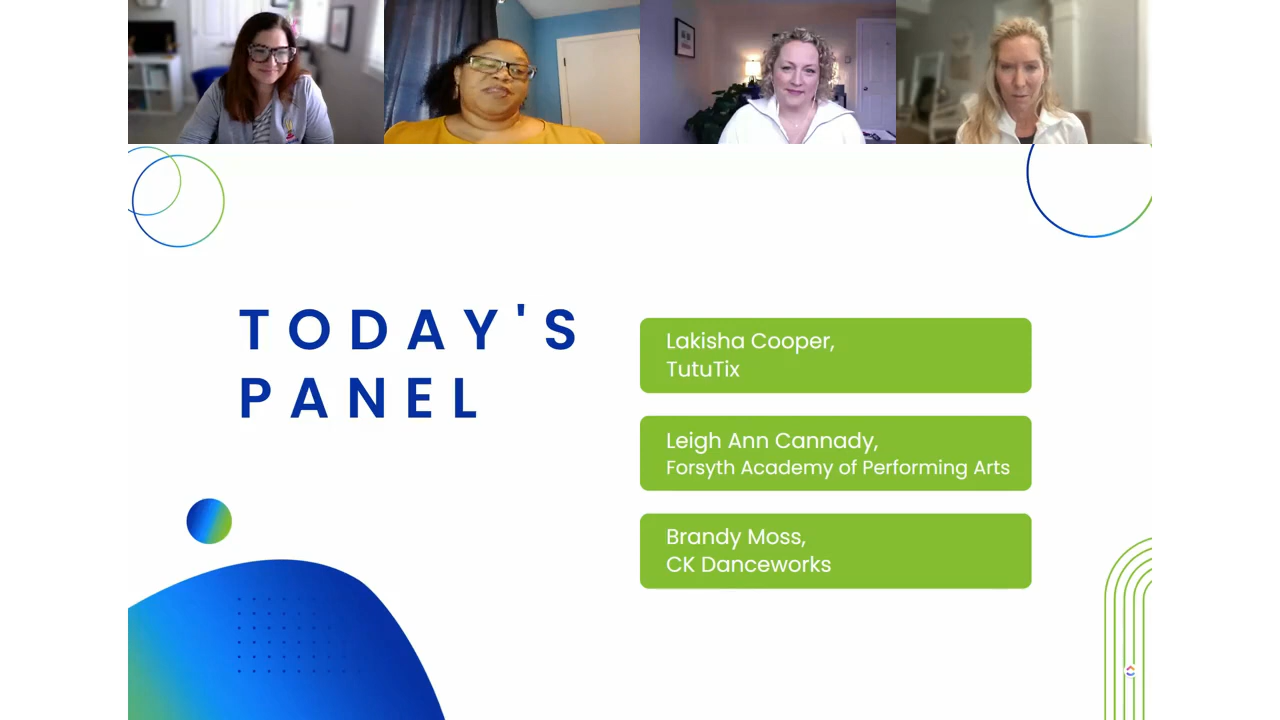 TODAY'S
PANEL
Lakisha Cooper,
TutuTix
Leigh Ann Cannady,
Forsyth Academy of Performing Arts
Brandy Moss,
CK Danceworks